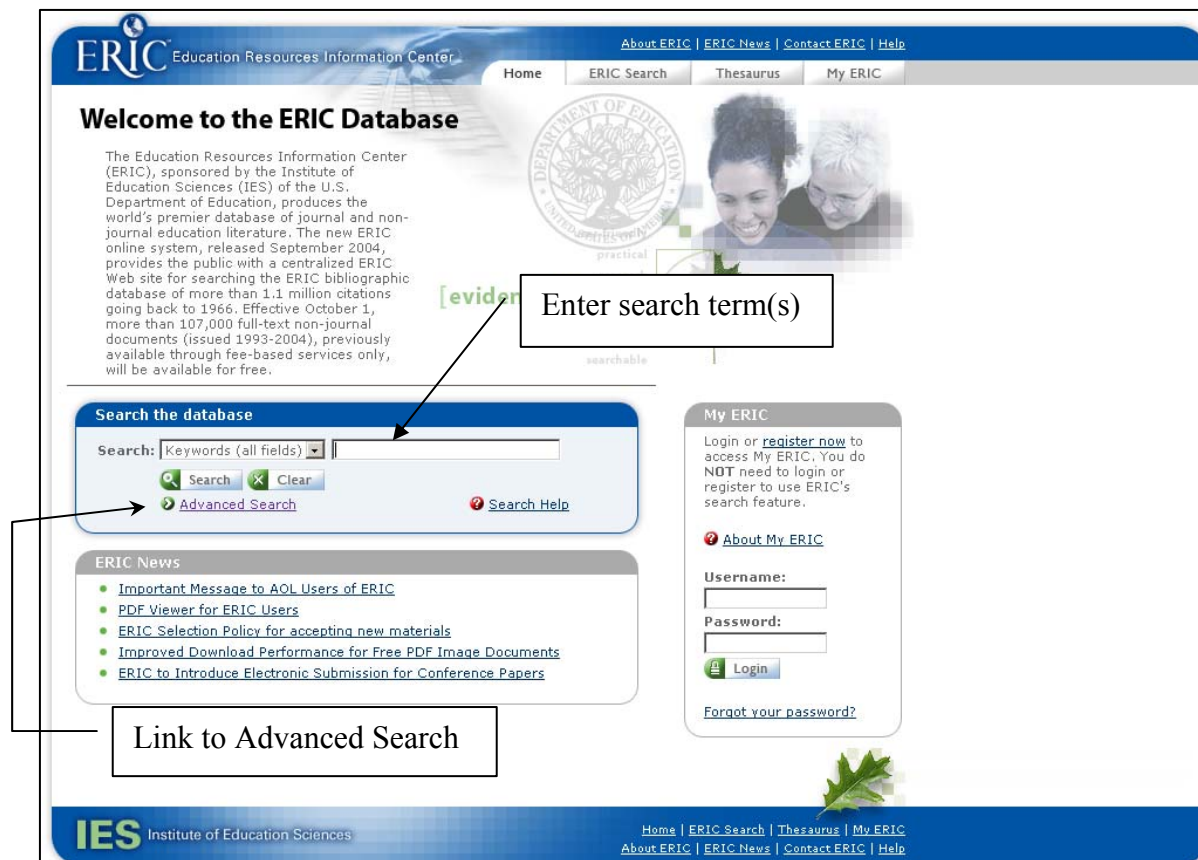 ERIC Education Resources Information Center
About ERIC | ERIC News | Contact ERIC | Help
Home ERIC Search Thesaurus My ERIC
Welcome to the ERIC Database
The Education Resources Information Center
(ERIC), sponsored by the Institute of
Education Sciences (IES) of the U.S.
Department of Education, produces the
world's premier database of journal and non-
journal education literature. The new ERIC
online system, released September 2004,
provides the public with a centralized ERIC
Web site for searching the ERIC bibliographic
database of more than 1.1 million citations
going back to 1966. Effective October 1,
more than 107,000 full-text non-journal
documents (issued 1993-2004), previously
available through fee-based services only,
will be available for free.
DEPARTMENT OF EDUCATION
UNITED STATES OF AMERICA
practical
[eviden
searchable
Enter search term(s)
Search the database
Search: Keywords (all fields)
Search Clear
Advanced Search Search Help
ERIC News
Important Message to AOL Users of ERIC
PDF Viewer for ERIC Users
ERIC Selection Policy for accepting new materials
Improved Download Performance for Free PDF Image Documents
ERIC to Introduce Electronic Submission for Conference Papers
My ERIC
Login or register now to
access My ERIC. You do
NOT need to login or
register to use ERIC's
search feature.
About My ERIC
Username:
Password:
Login
Forgot your password?
Link to Advanced Search
IES Institute of Education Sciences
Home | ERIC Search | Thesaurus | My ERIC
About ERIC | ERIC News | Contact ERIC | Help